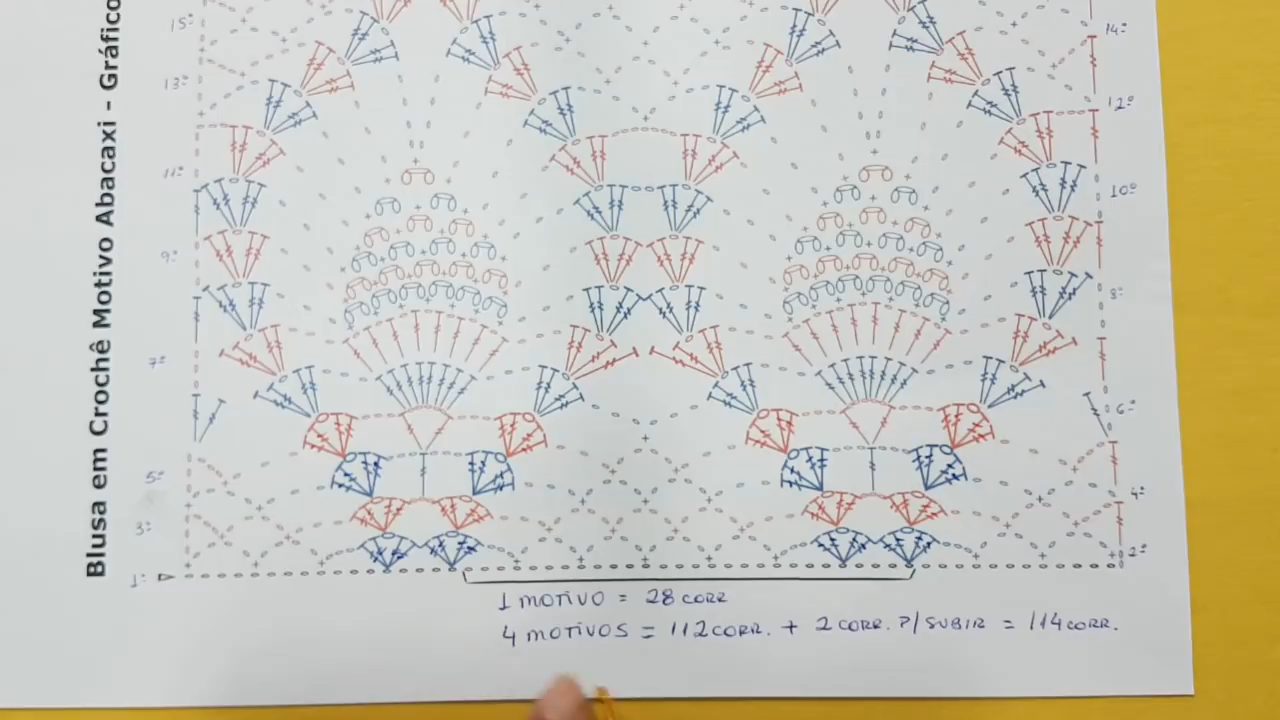 Blusa em Crochê Motivo Abacaxi - Gráfico
15º
14º
13º
12º
11º
10º
9º
8º
7º
6º
5º
4º
3º
2º
1º
1 MOTIVO = 28 CORR
4 MOTIVOS = 112 CORR. + 2 CORR. P/ SUBIR = 114 CORR.